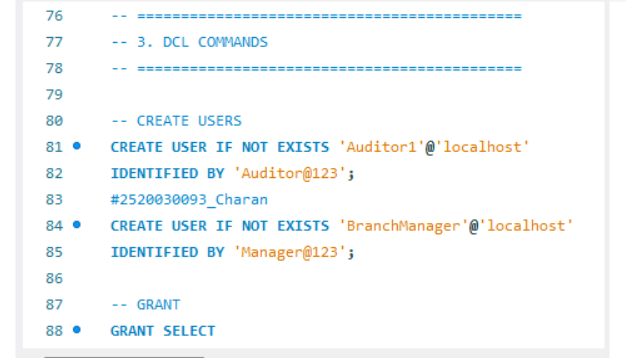 76 -- ============================================
77 -- 3. DCL COMMANDS
78 -- ============================================
79
80 -- CREATE USERS
81 CREATE USER IF NOT EXISTS 'Auditor1'@'localhost'
82 IDENTIFIED BY 'Auditor@123';
83 #2520030093_Charan
84 CREATE USER IF NOT EXISTS 'BranchManager'@'localhost'
85 IDENTIFIED BY 'Manager@123';
86
87 -- GRANT
88 GRANT SELECT